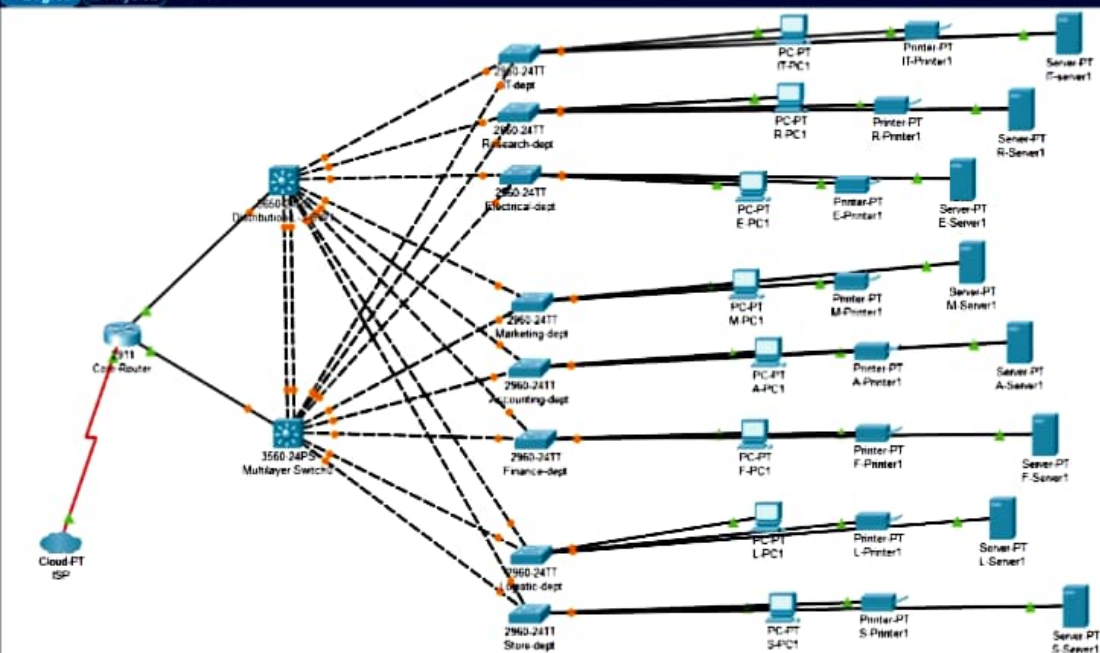 PC-PT
IT-PC1
Printer-PT
IT-Printer1
Server-PT
IT-server1
2960-24TT
IT-dept
PC-PT
R-PC1
Printer-PT
R-Printer1
Server-PT
R-Server1
2960-24TT
Research-dept
2960-24TT
Electrical-dept
PC-PT
E-PC1
Printer-PT
E-Printer1
Server-PT
E-Server1
PC-PT
M-PC1
Printer-PT
M-Printer1
Server-PT
M-Server1
2960-24TT
Marketing-dept
2911
Core-Router
PC-PT
A-PC1
Printer-PT
A-Printer1
Server-PT
A-Server1
2960-24TT
Accounting-dept
3560-24PS
Multilayer
2960-24TT
Finance-dept
PC-PT
F-PC1
Printer-PT
F-Printer1
Server-PT
F-Server1
Cloud-PT
ISP
2960-24TT
PC-PT
L-PC1
Printer-PT
L-Printer1
Server-PT
L-Server1
2960-24TT
Store-dept
PC-PT
S-PC1
Printer-PT
S-Printer1
Server-PT
S-Server1